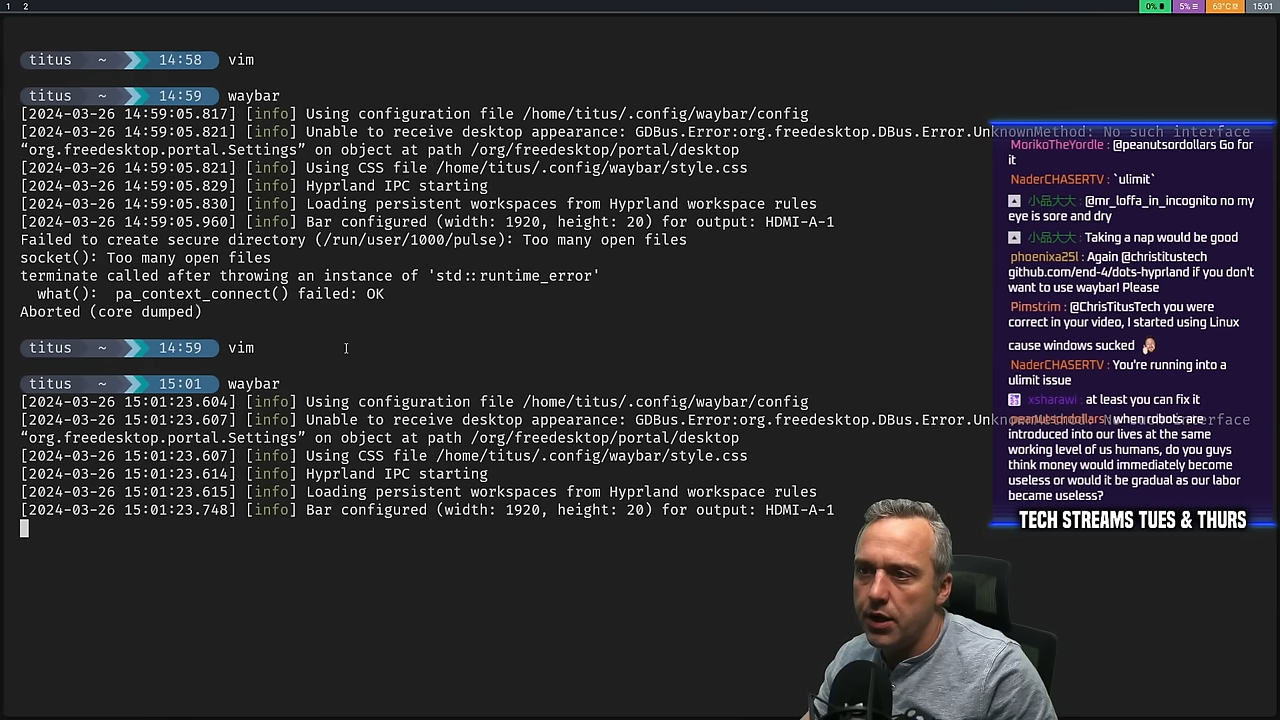 1 2 0% 5% 63°C 15:01
titus ~ 14:58 vim
titus ~ 14:59 waybar
[2024-03-26 14:59:05.817] [info] Using configuration file /home/titus/.config/waybar/config
[2024-03-26 14:59:05.821] [info] Unable to receive desktop appearance: GDBus.Error:org.freedesktop.DBus.Error.UnknownMethod: No such interface
“org.freedesktop.portal.Settings” on object at path /org/freedesktop/portal/desktop
[2024-03-26 14:59:05.821] [info] Using CSS file /home/titus/.config/waybar/style.css
[2024-03-26 14:59:05.829] [info] Hyprland IPC starting
[2024-03-26 14:59:05.830] [info] Loading persistent workspaces from Hyprland workspace rules
[2024-03-26 14:59:05.960] [info] Bar configured (width: 1920, height: 20) for output: HDMI-A-1
Failed to create secure directory (/run/user/1000/pulse): Too many open files
socket(): Too many open files
terminate called after throwing an instance of 'std::runtime_error'
what(): pa_context_connect() failed: OK
Aborted (core dumped)
titus ~ 14:59 vim
titus ~ 15:01 waybar
[2024-03-26 15:01:23.604] [info] Using configuration file /home/titus/.config/waybar/config
[2024-03-26 15:01:23.607] [info] Unable to receive desktop appearance: GDBus.Error:org.freedesktop.DBus.Error.UnknownMethod: No such interface
“org.freedesktop.portal.Settings” on object at path /org/freedesktop/portal/desktop
[2024-03-26 15:01:23.607] [info] Using CSS file /home/titus/.config/waybar/style.css
[2024-03-26 15:01:23.614] [info] Hyprland IPC starting
[2024-03-26 15:01:23.615] [info] Loading persistent workspaces from Hyprland workspace rules
[2024-03-26 15:01:23.748] [info] Bar configured (width: 1920, height: 20) for output: HDMI-A-1
MorikoTheYordle : @peanutsordollars Go for
it
NaderCHASERTV : `ulimit`
小品大大 : @mr_loffa_in_incognito no my
eye is sore and dry
小品大大 : Taking a nap would be good
phoenixa25l : Again @christitustech
github.com/end-4/dots-hyprland if you don't
want to use waybar! Please
Pimstrim : @ChrisTitusTech you were
correct in your video, I started using Linux
cause windows sucked
NaderCHASERTV : You're running into a
ulimit issue
xsharawi : at least you can fix it
peanutsordollars : when robots are
introduced into our lives at the same
working level of us humans, do you guys
think money would immediately become
useless or would it be gradual as our labor
became useless?
TECH STREAMS TUES & THURS